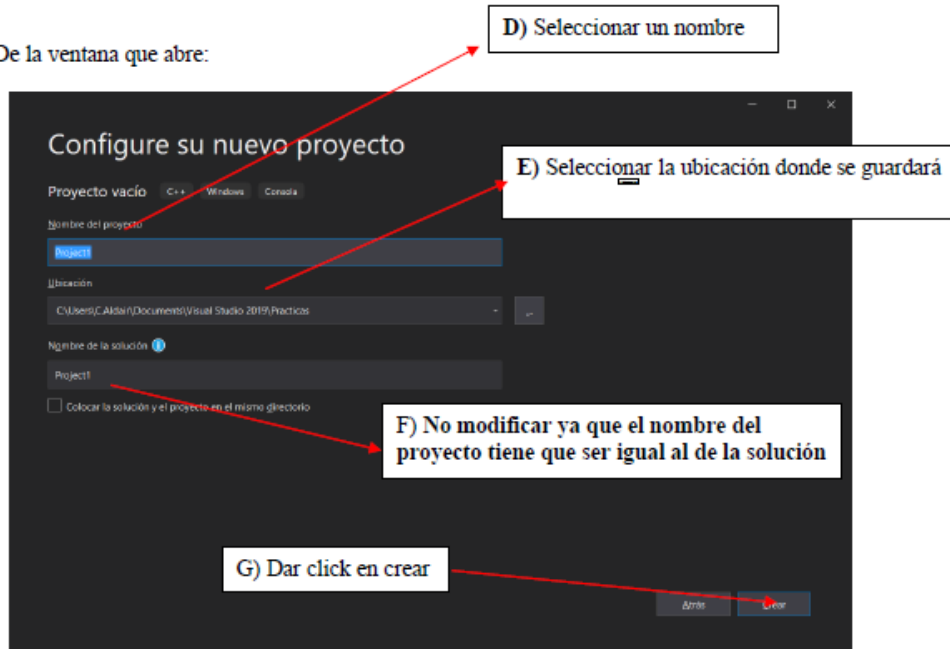 D) Seleccionar un nombre
De la ventana que abre:
Configure su nuevo proyecto
E) Seleccionar la ubicación donde se guardará
Proyecto vacío C++ Windows Consola
Nombre del proyecto
Project1
Ubicación
C:\Users\C.Aldair\Documents\Visual Studio 2019\Practicas
...
Nombre de la solución
Project1
Colocar la solución y el proyecto en el mismo directorio
F) No modificar ya que el nombre del
proyecto tiene que ser igual al de la solución
G) Dar click en crear
Atrás Crear